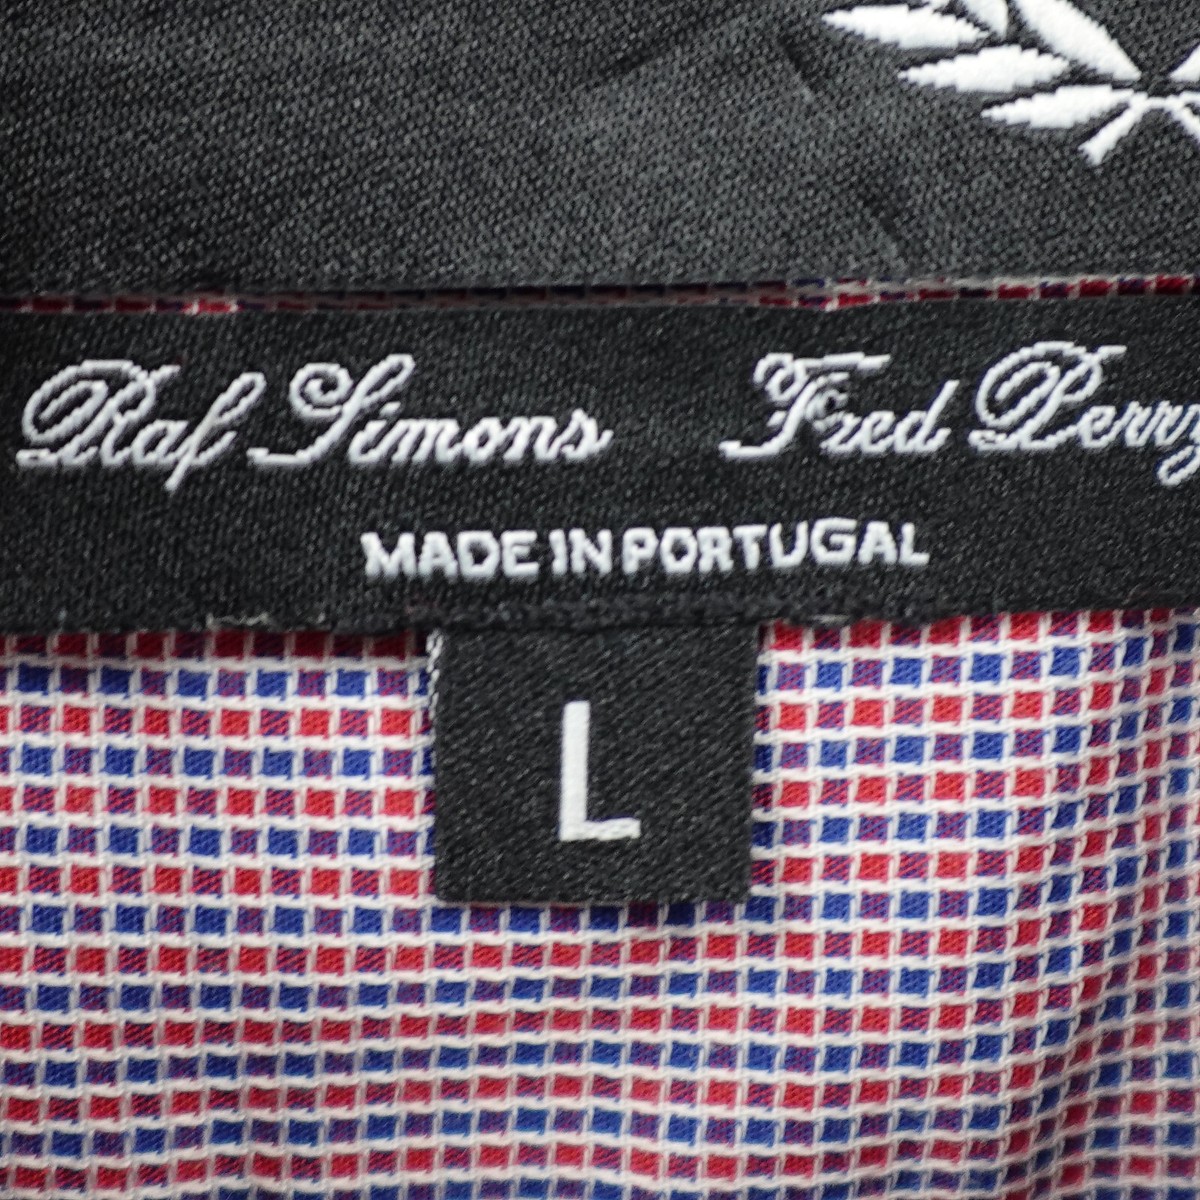 Raf Simons Fred Perry
MADE IN PORTUGAL
L